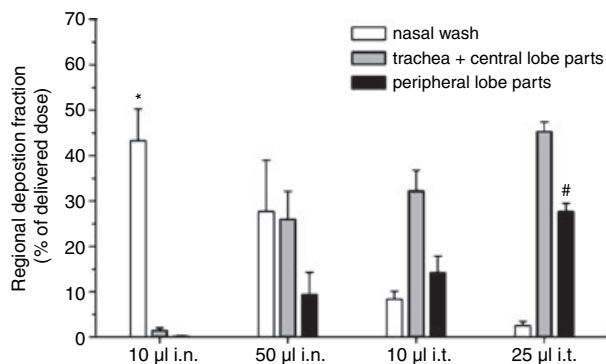 Regional depostion fraction
(% of delivered dose)
70
60
50
40
30
20
10
0
nasal wash
trachea + central lobe parts
peripheral lobe parts
*
#
10 µl i.n.
50 µl i.n.
10 µl i.t.
25 µl i.t.